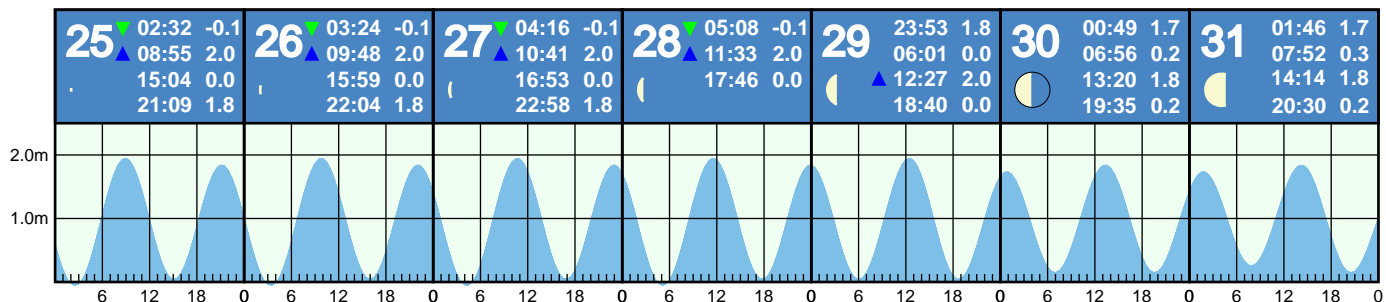 25 ▼ 02:32 -0.1
▲ 08:55 2.0
15:04 0.0
21:09 1.8
26 ▼ 03:24 -0.1
▲ 09:48 2.0
15:59 0.0
22:04 1.8
27 ▼ 04:16 -0.1
▲ 10:41 2.0
16:53 0.0
22:58 1.8
28 ▼ 05:08 -0.1
▲ 11:33 2.0
17:46 0.0
29 23:53 1.8
06:01 0.0
▲ 12:27 2.0
18:40 0.0
30 00:49 1.7
06:56 0.2
13:20 1.8
19:35 0.2
31 01:46 1.7
07:52 0.3
14:14 1.8
20:30 0.2
2.0m
1.0m
6 12 18 0 6 12 18 0 6 12 18 0 6 12 18 0 6 12 18 0 6 12 18 0 6 12 18 0